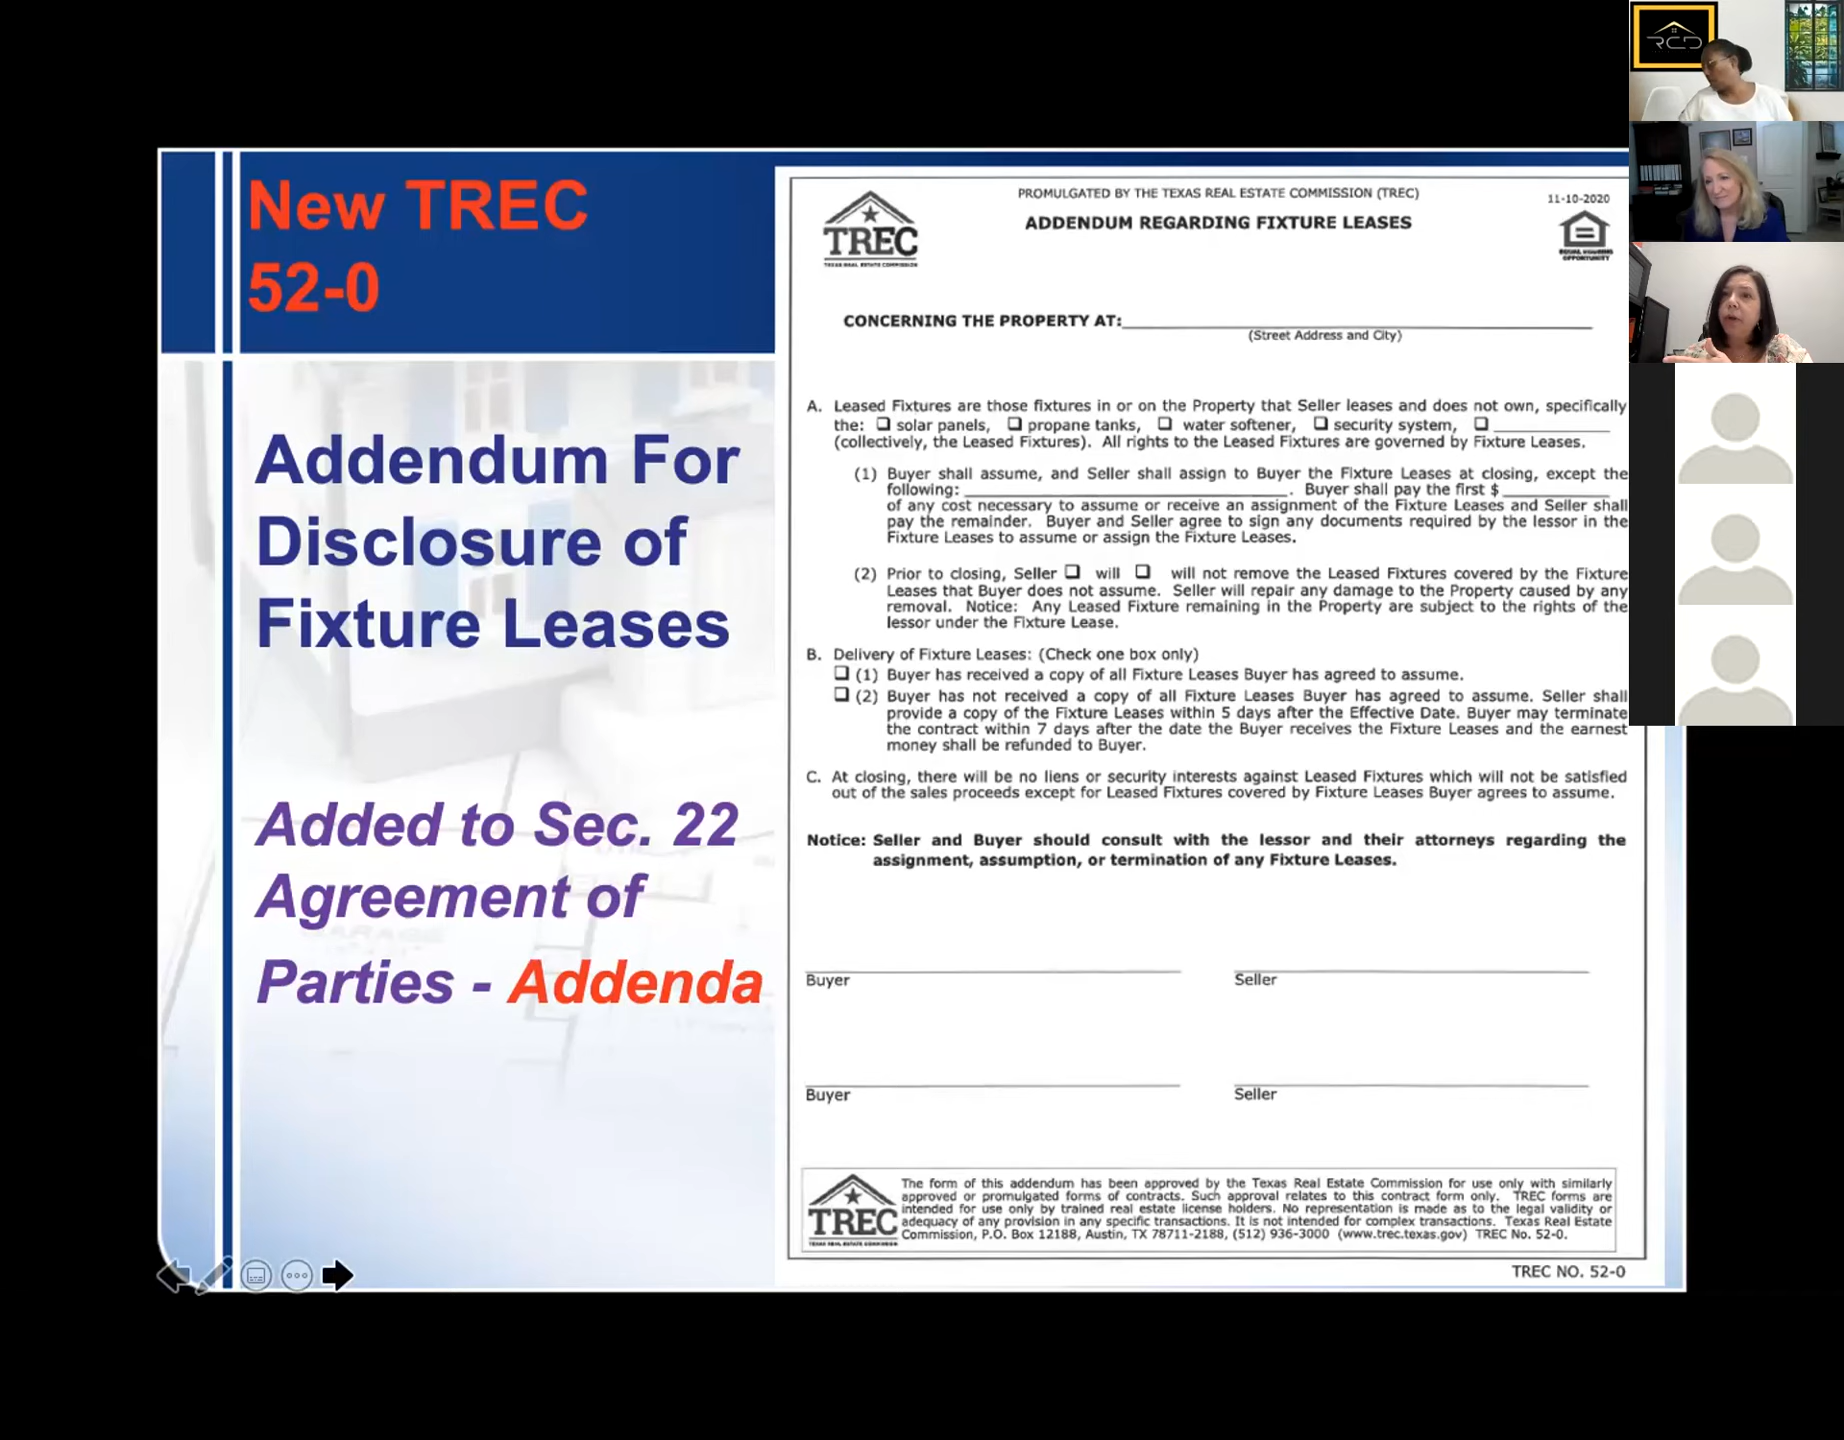 New TREC
52-0
Addendum For
Disclosure of
Fixture Leases
Added to Sec. 22
Agreement of
Parties - Addenda
PROMULGATED BY THE TEXAS REAL ESTATE COMMISSION (TREC)
11-10-2020
ADDENDUM REGARDING FIXTURE LEASES
TREC
TEXAS REAL ESTATE COMMISSION
EQUAL HOUSING
OPPORTUNITY
CONCERNING THE PROPERTY AT:
(Street Address and City)
A. Leased Fixtures are those fixtures in or on the Property that Seller leases and does not own, specifically
the: ❑ solar panels, ❑ propane tanks, ❑ water softener, ❑ security system, ❑ ____________
(collectively, the Leased Fixtures). All rights to the Leased Fixtures are governed by Fixture Leases.
(1) Buyer shall assume, and Seller shall assign to Buyer the Fixture Leases at closing, except the
following: ____________________. Buyer shall pay the first $____________
of any cost necessary to assume or receive an assignment of the Fixture Leases and Seller shall
pay the remainder. Buyer and Seller agree to sign any documents required by the lessor in the
Fixture Leases to assume or assign the Fixture Leases.
(2) Prior to closing, Seller ❑ will ❑ will not remove the Leased Fixtures covered by the Fixture
Leases that Buyer does not assume. Seller will repair any damage to the Property caused by any
removal. Notice: Any Leased Fixture remaining in the Property are subject to the rights of the
lessor under the Fixture Lease.
B. Delivery of Fixture Leases: (Check one box only)
❑ (1) Buyer has received a copy of all Fixture Leases Buyer has agreed to assume.
❑ (2) Buyer has not received a copy of all Fixture Leases Buyer has agreed to assume. Seller shall
provide a copy of the Fixture Leases within 5 days after the Effective Date. Buyer may terminate
the contract within 7 days after the date the Buyer receives the Fixture Leases and the earnest
money shall be refunded to Buyer.
C. At closing, there will be no liens or security interests against Leased Fixtures which will not be satisfied
out of the sales proceeds except for Leased Fixtures covered by Fixture Leases Buyer agrees to assume.
Notice: Seller and Buyer should consult with the lessor and their attorneys regarding the
assignment, assumption, or termination of any Fixture Leases.
Buyer
Seller
Buyer
Seller
TREC
TEXAS REAL ESTATE COMMISSION
The form of this addendum has been approved by the Texas Real Estate Commission for use only with similarly
approved or promulgated forms of contracts. Such approval relates to this contract form only. TREC forms are
intended for use only by trained real estate license holders. No representation is made as to the legal validity or
adequacy of any provision in any specific transactions. It is not intended for complex transactions. Texas Real Estate
Commission, P.O. Box 12188, Austin, TX 78711-2188, (512) 936-3000 (www.trec.texas.gov) TREC No. 52-0.
TREC NO. 52-0
RCD